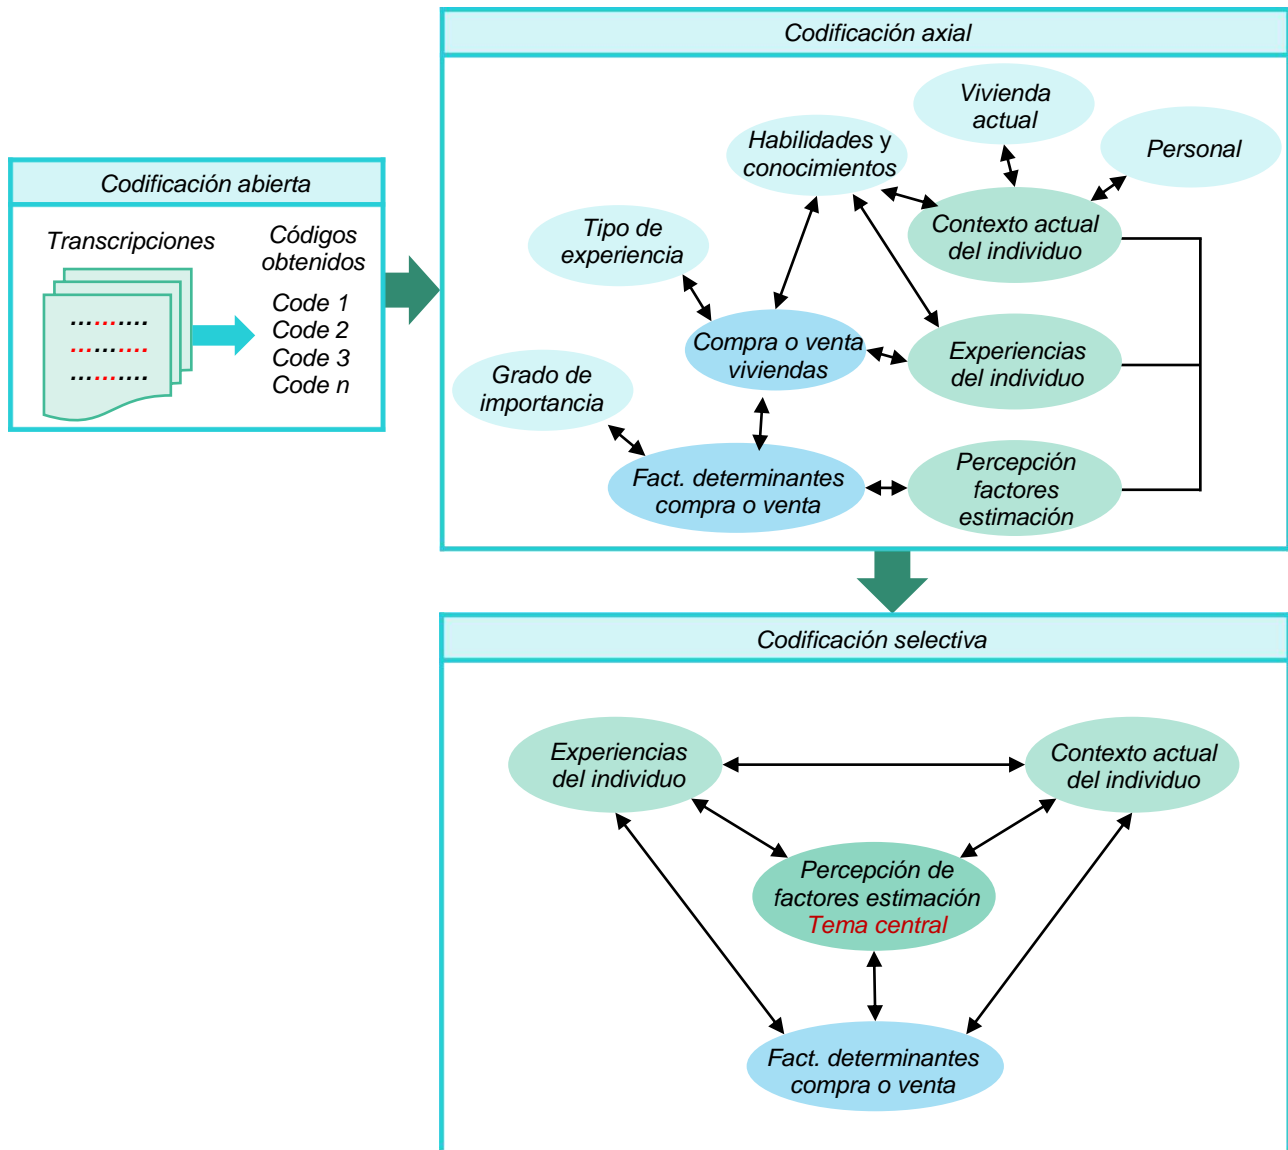 Codificación abierta
Transcripciones
Códigos
obtenidos
Code 1
Code 2
Code 3
Code n
Codificación axial
Vivienda
actual
Habilidades y
conocimientos
Personal
Tipo de
experiencia
Contexto actual
del individuo
Compra o venta
viviendas
Experiencias
del individuo
Grado de
importancia
Fact. determinantes
compra o venta
Percepción
factores
estimación
Codificación selectiva
Experiencias
del individuo
Contexto actual
del individuo
Percepción de
factores estimación
Tema central
Fact. determinantes
compra o venta